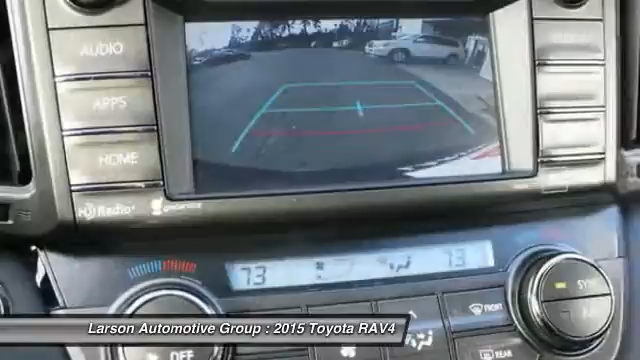 AUDIO
APPS
HOME
HD Radio
73
73
FRONT
SYNC
REAR
OFF
Larson Automotive Group : 2015 Toyota RAV4